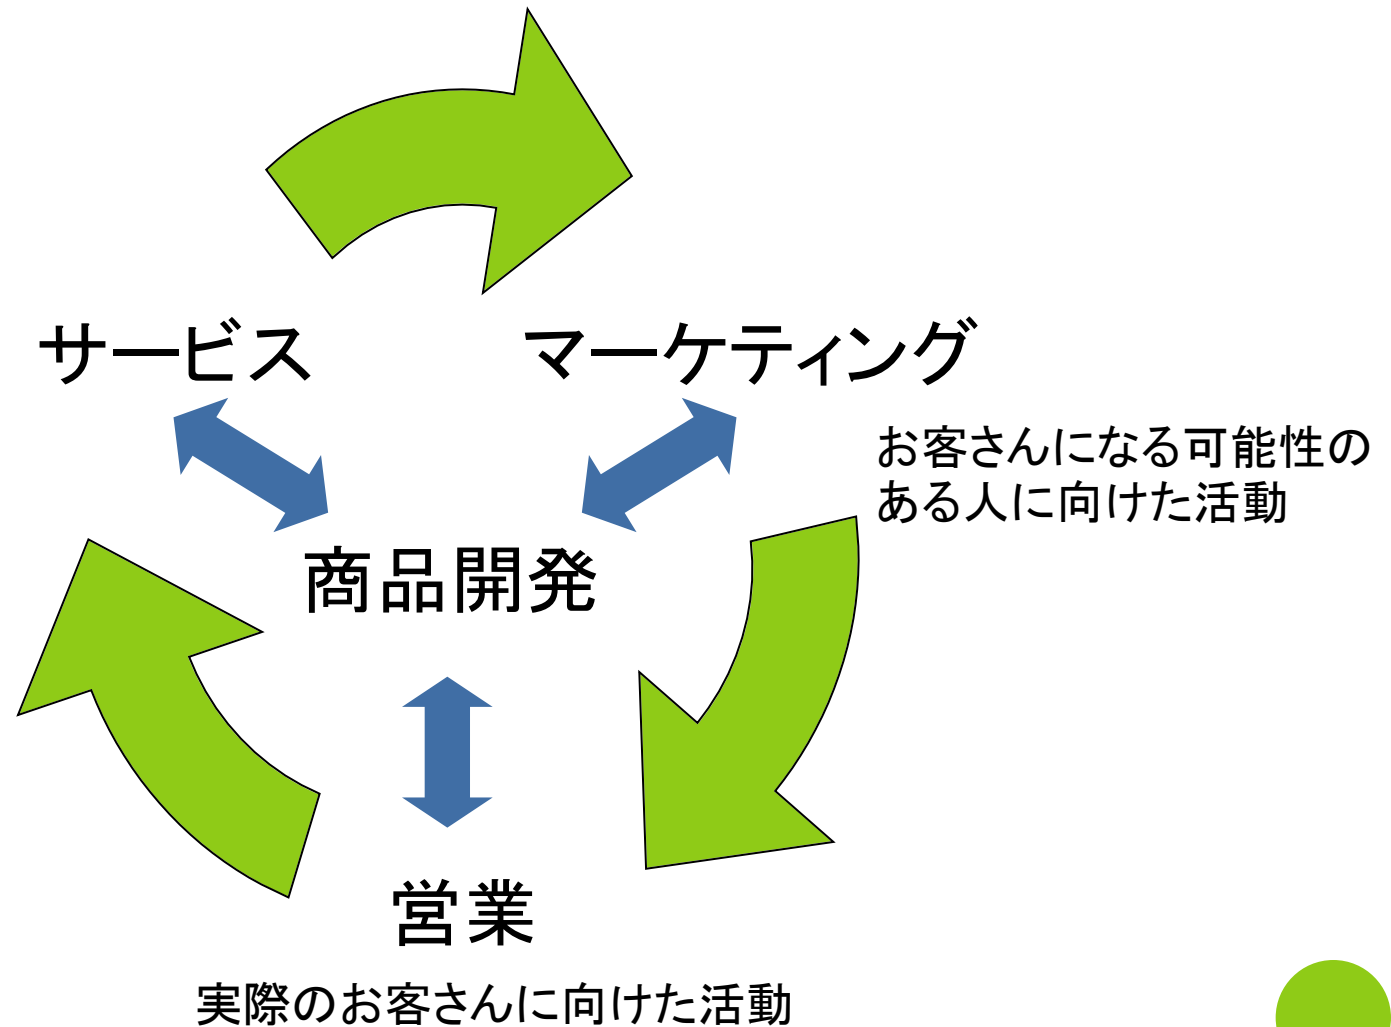 サービス
マーケティング
お客さんになる可能性の
ある人に向けた活動
商品開発
営業
実際のお客さんに向けた活動